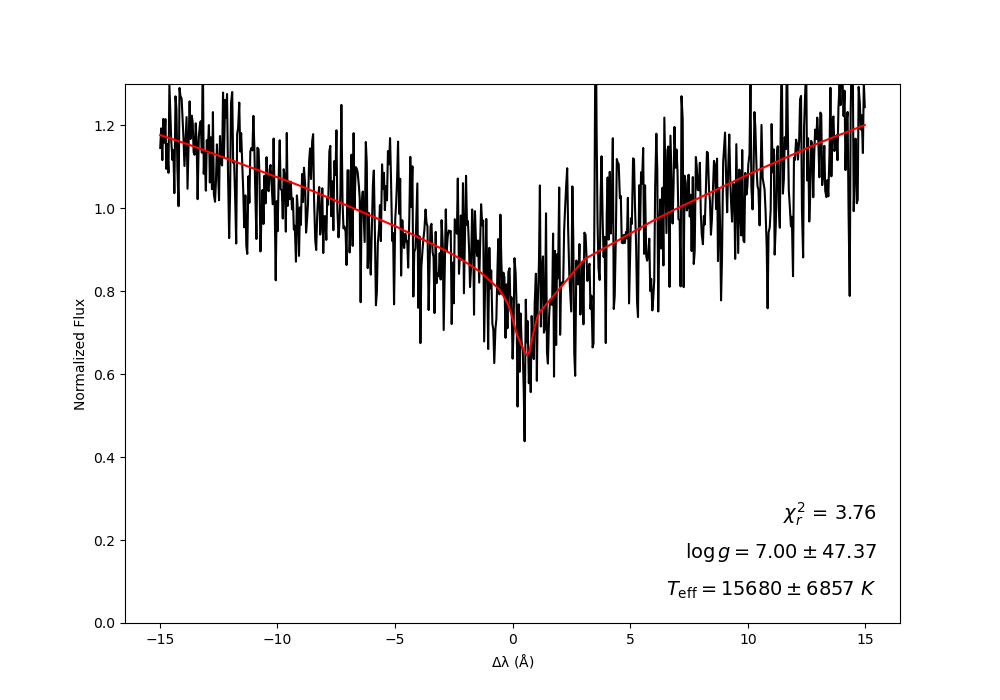 Normalized Flux
1.2
1.0
0.8
0.6
0.4
0.2
0.0
χ²ᵣ = 3.76
log g = 7.00 ± 47.37
T_eff = 15680 ± 6857 K
−15 −10 −5 0 5 10 15
Δλ (Å)